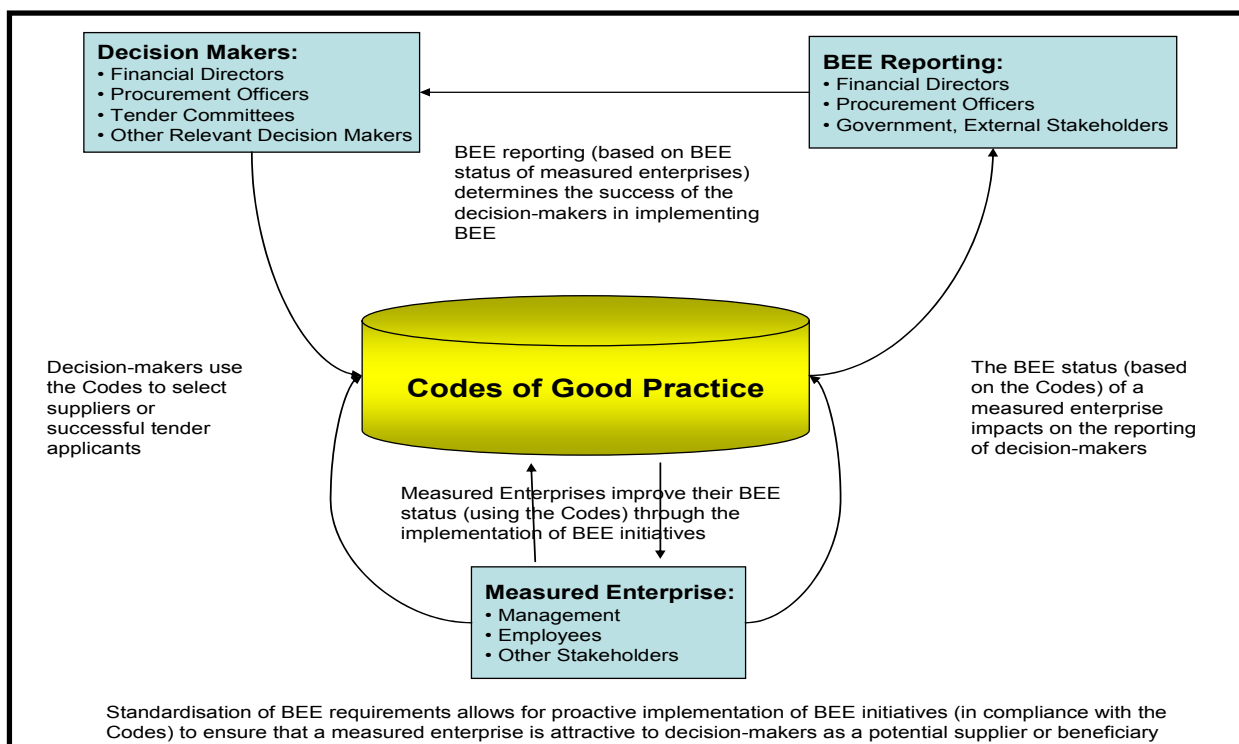 Decision Makers:
• Financial Directors
• Procurement Officers
• Tender Committees
• Other Relevant Decision Makers
BEE Reporting:
• Financial Directors
• Procurement Officers
• Government, External Stakeholders
BEE reporting (based on BEE
status of measured enterprises)
determines the success of the
decision-makers in implementing
BEE
Decision-makers use
the Codes to select
suppliers or
successful tender
applicants
Codes of Good Practice
The BEE status (based
on the Codes) of a
measured enterprise
impacts on the reporting
of decision-makers
Measured Enterprises improve their BEE
status (using the Codes) through the
implementation of BEE initiatives
Measured Enterprise:
• Management
• Employees
• Other Stakeholders
Standardisation of BEE requirements allows for proactive implementation of BEE initiatives (in compliance with the
Codes) to ensure that a measured enterprise is attractive to decision-makers as a potential supplier or beneficiary